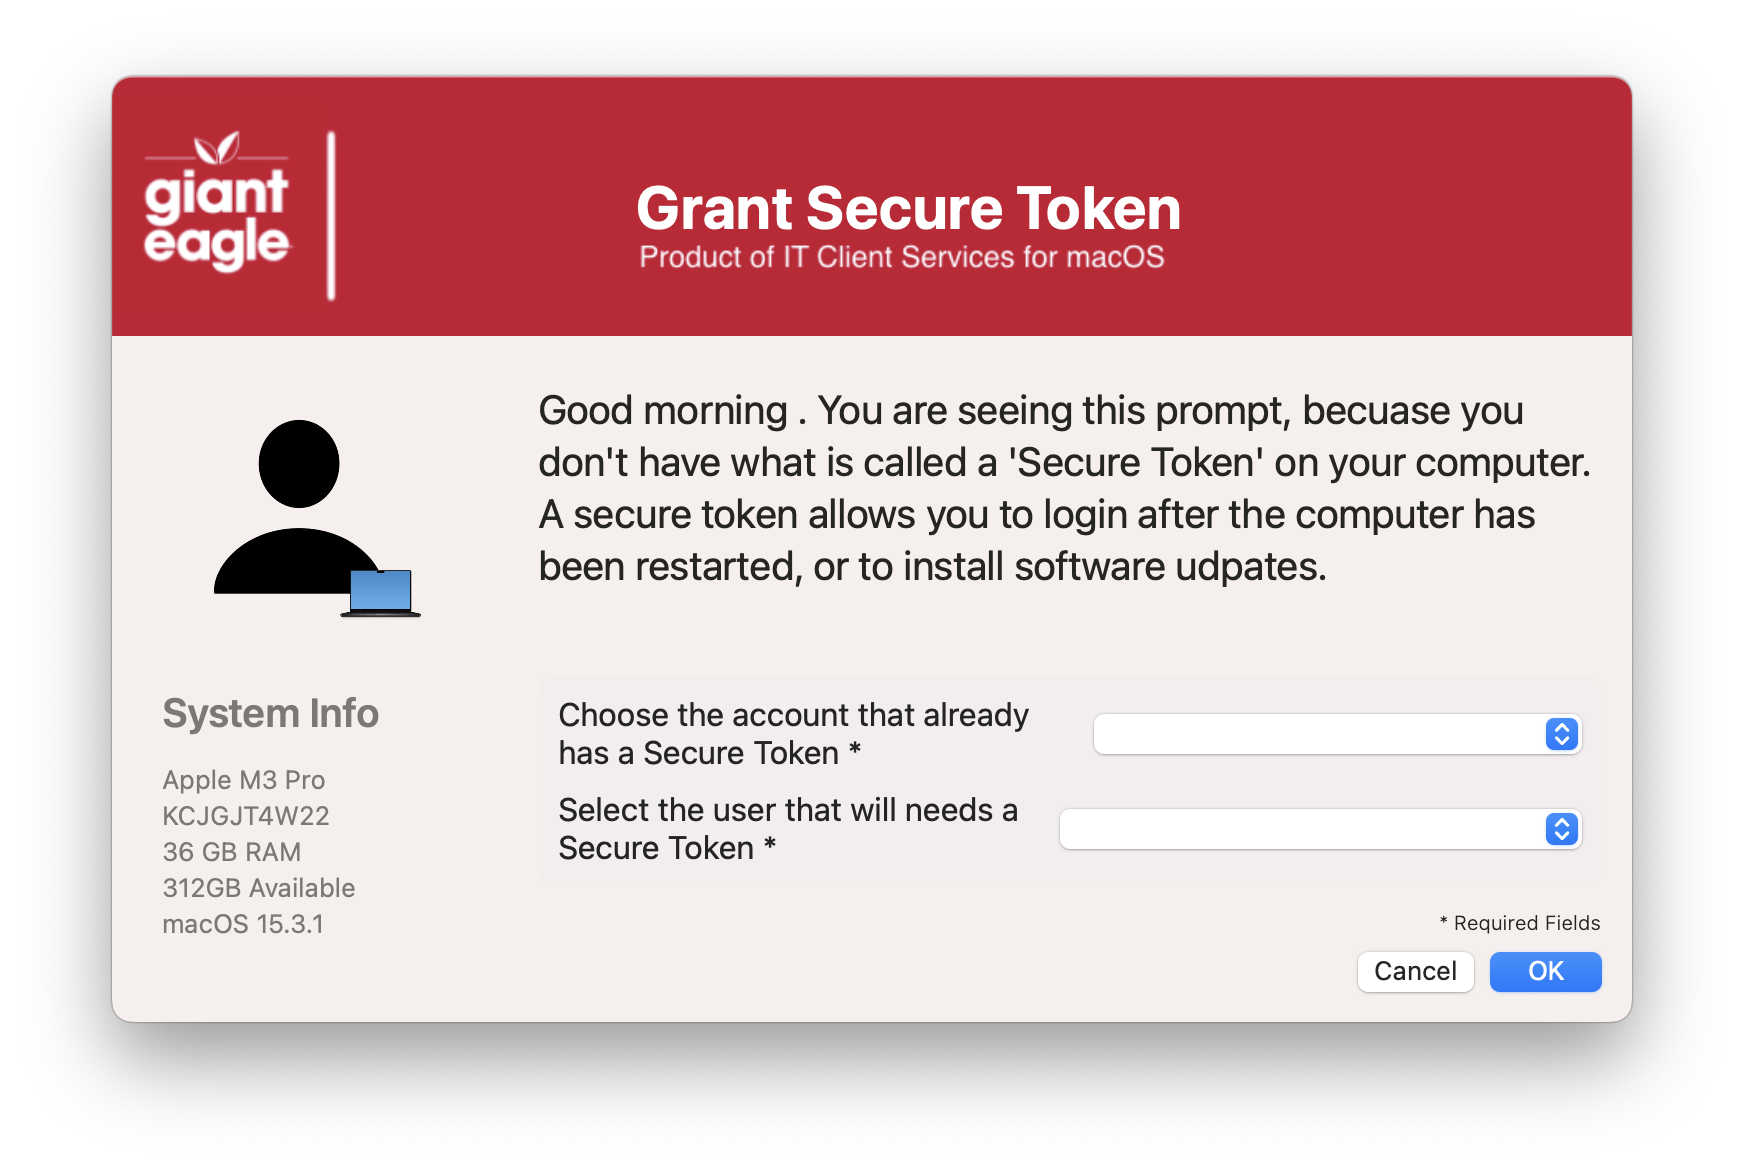 giant
eagle
Grant Secure Token
Product of IT Client Services for macOS
Good morning . You are seeing this prompt, becuase you
don't have what is called a 'Secure Token' on your computer.
A secure token allows you to login after the computer has
been restarted, or to install software udpates.
System Info
Apple M3 Pro
KCJGJT4W22
36 GB RAM
312GB Available
macOS 15.3.1
Choose the account that already
has a Secure Token *
Select the user that will needs a
Secure Token *
* Required Fields
Cancel
OK